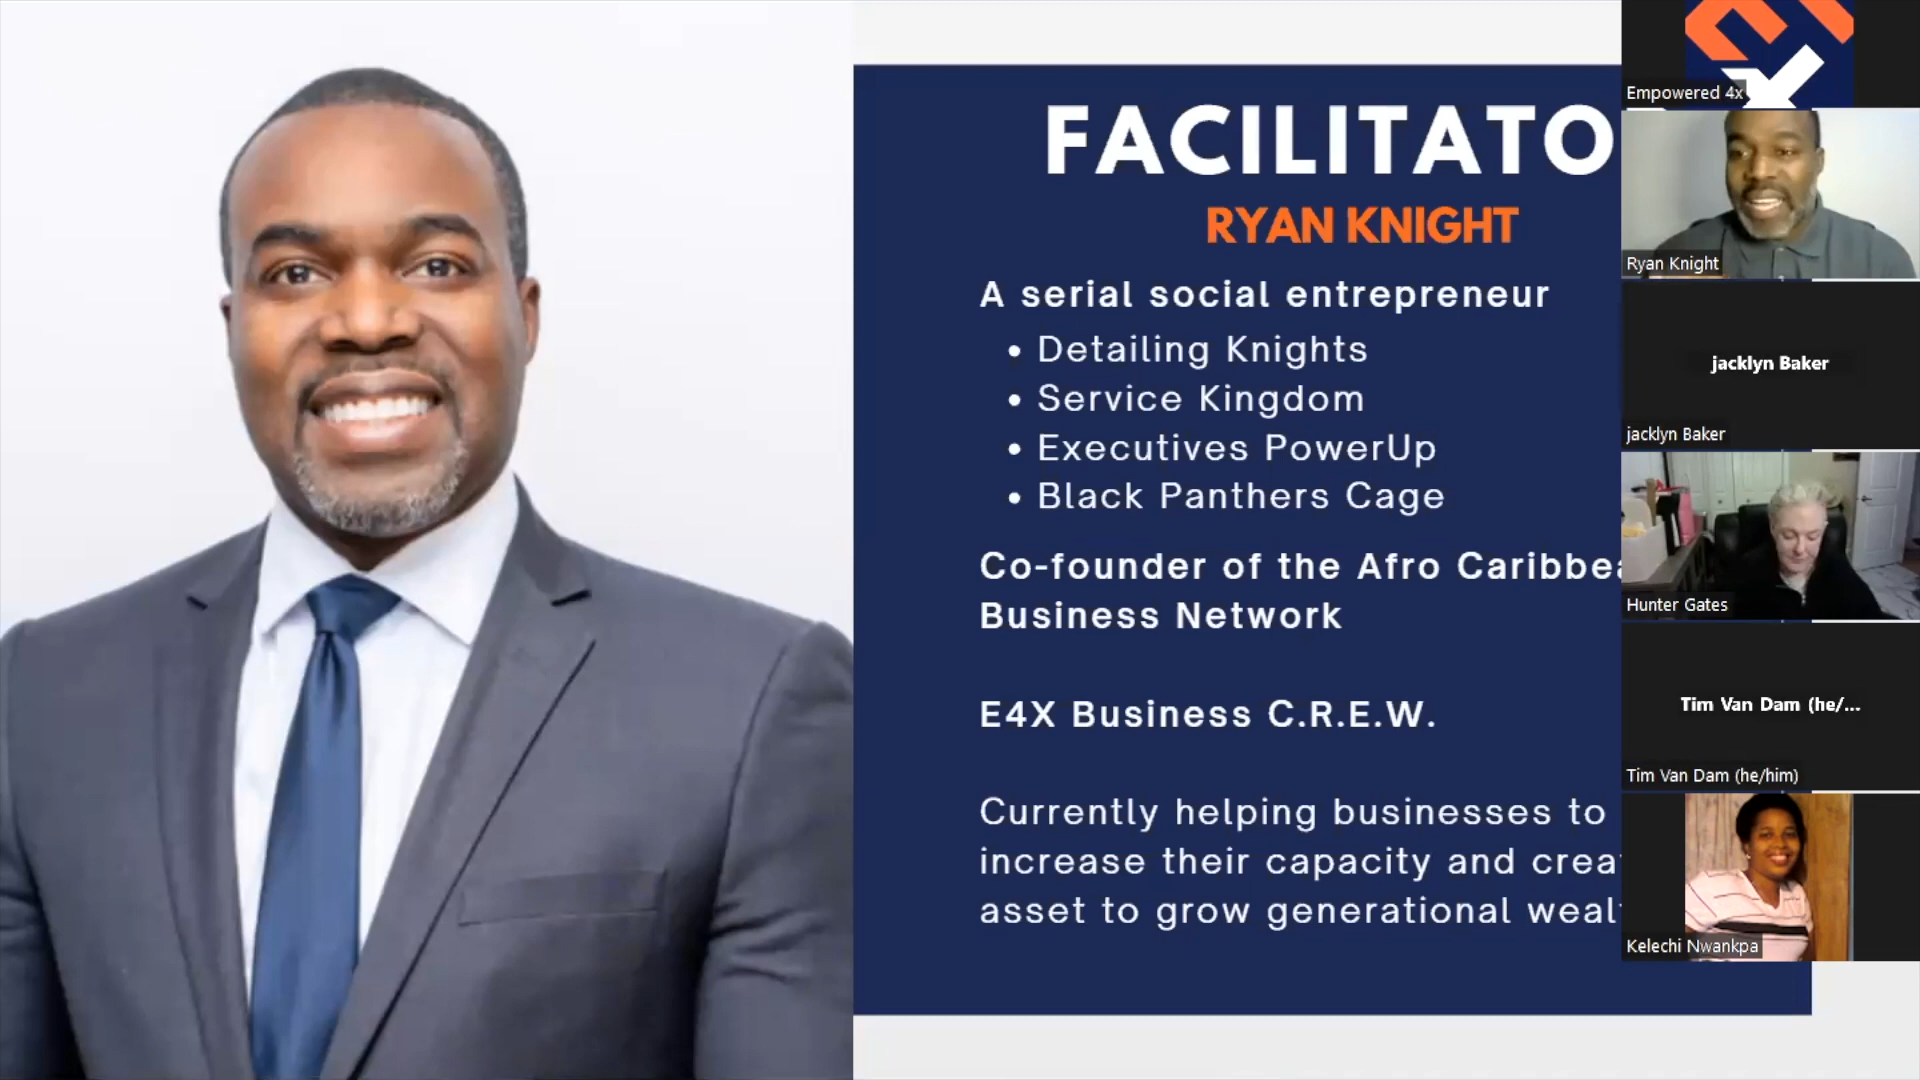 FACILITATO
RYAN KNIGHT
A serial social entrepreneur
• Detailing Knights
• Service Kingdom
• Executives PowerUp
• Black Panthers Cage
Co-founder of the Afro Caribbea
Business Network
E4X Business C.R.E.W.
Currently helping businesses to
increase their capacity and crea
asset to grow generational weal
Empowered 4x
Ryan Knight
jacklyn Baker
jacklyn Baker
Hunter Gates
Tim Van Dam (he/...
Tim Van Dam (he/him)
Kelechi Nwankpa